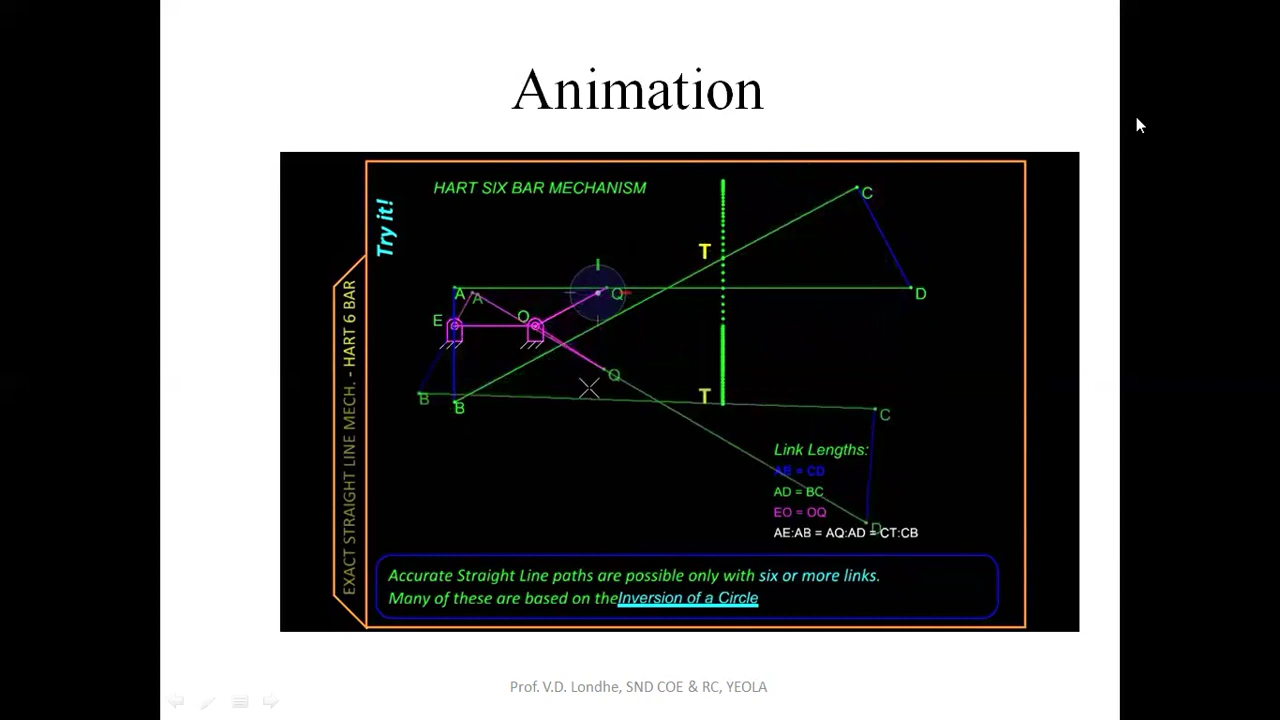 Animation
HART SIX BAR MECHANISM
Try it!
EXACT STRAIGHT LINE MECH. - HART 6 BAR
C
T
A
A
Q
D
E
O
Q
B
B
T
C
Link Lengths:
AB = CD
AD = BC
EO = OQ
D
AE:AB = AQ:AD = CT:CB
Accurate Straight Line paths are possible only with six or more links.
Many of these are based on the Inversion of a Circle
Prof. V.D. Londhe, SND COE & RC, YEOLA